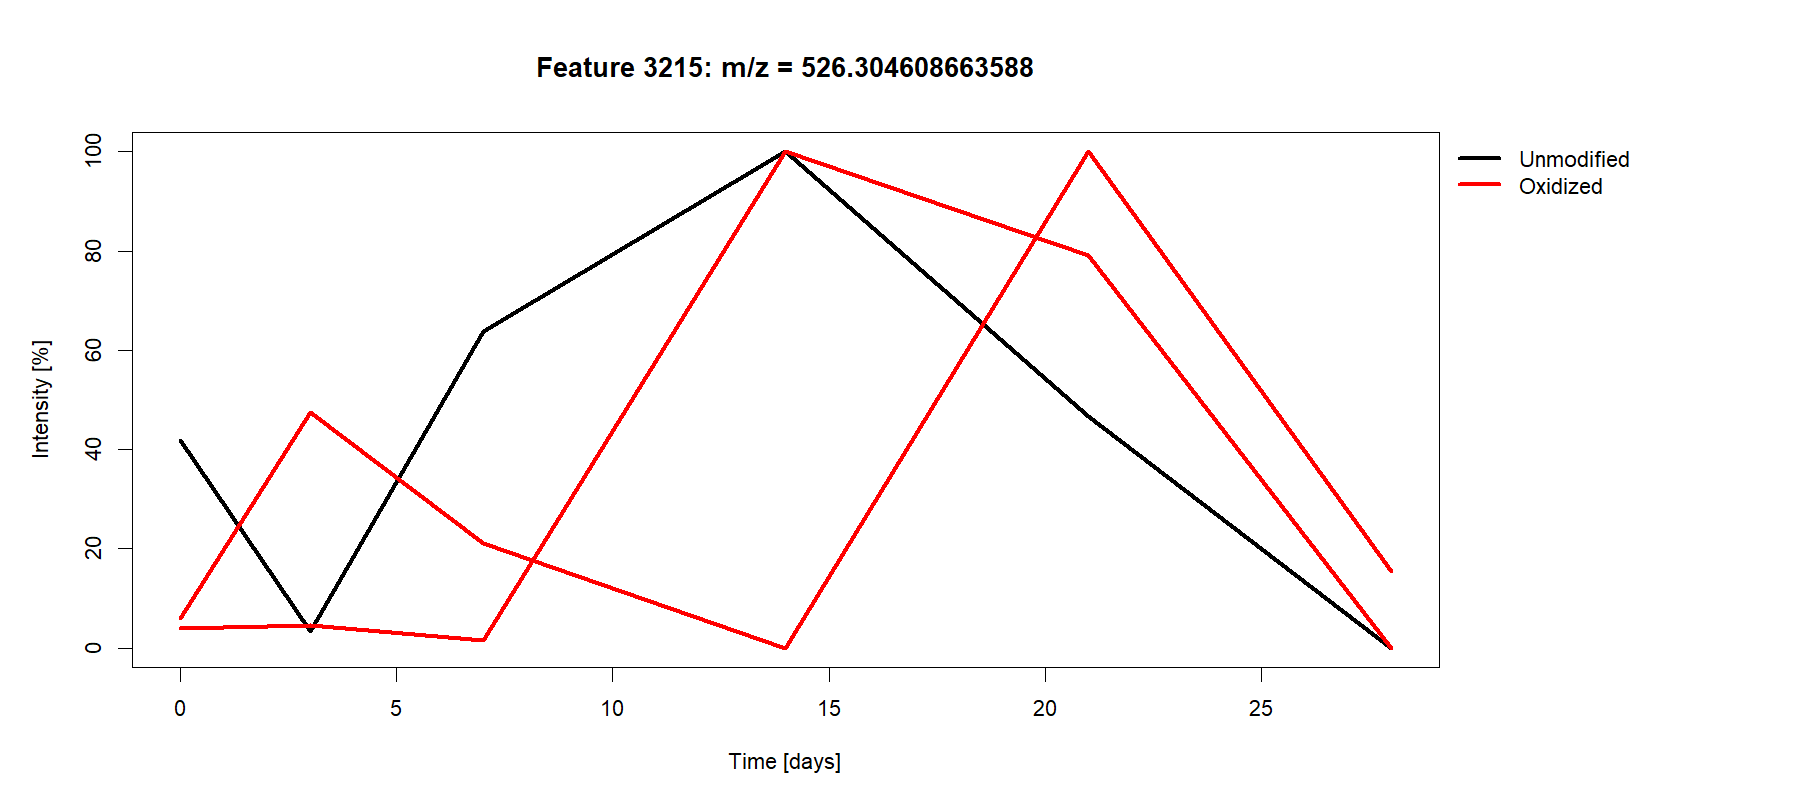 Feature 3215: m/z = 526.304608663588
Unmodified
Oxidized
Intensity [%]
100
80
60
40
20
0
0 5 10 15 20 25
Time [days]